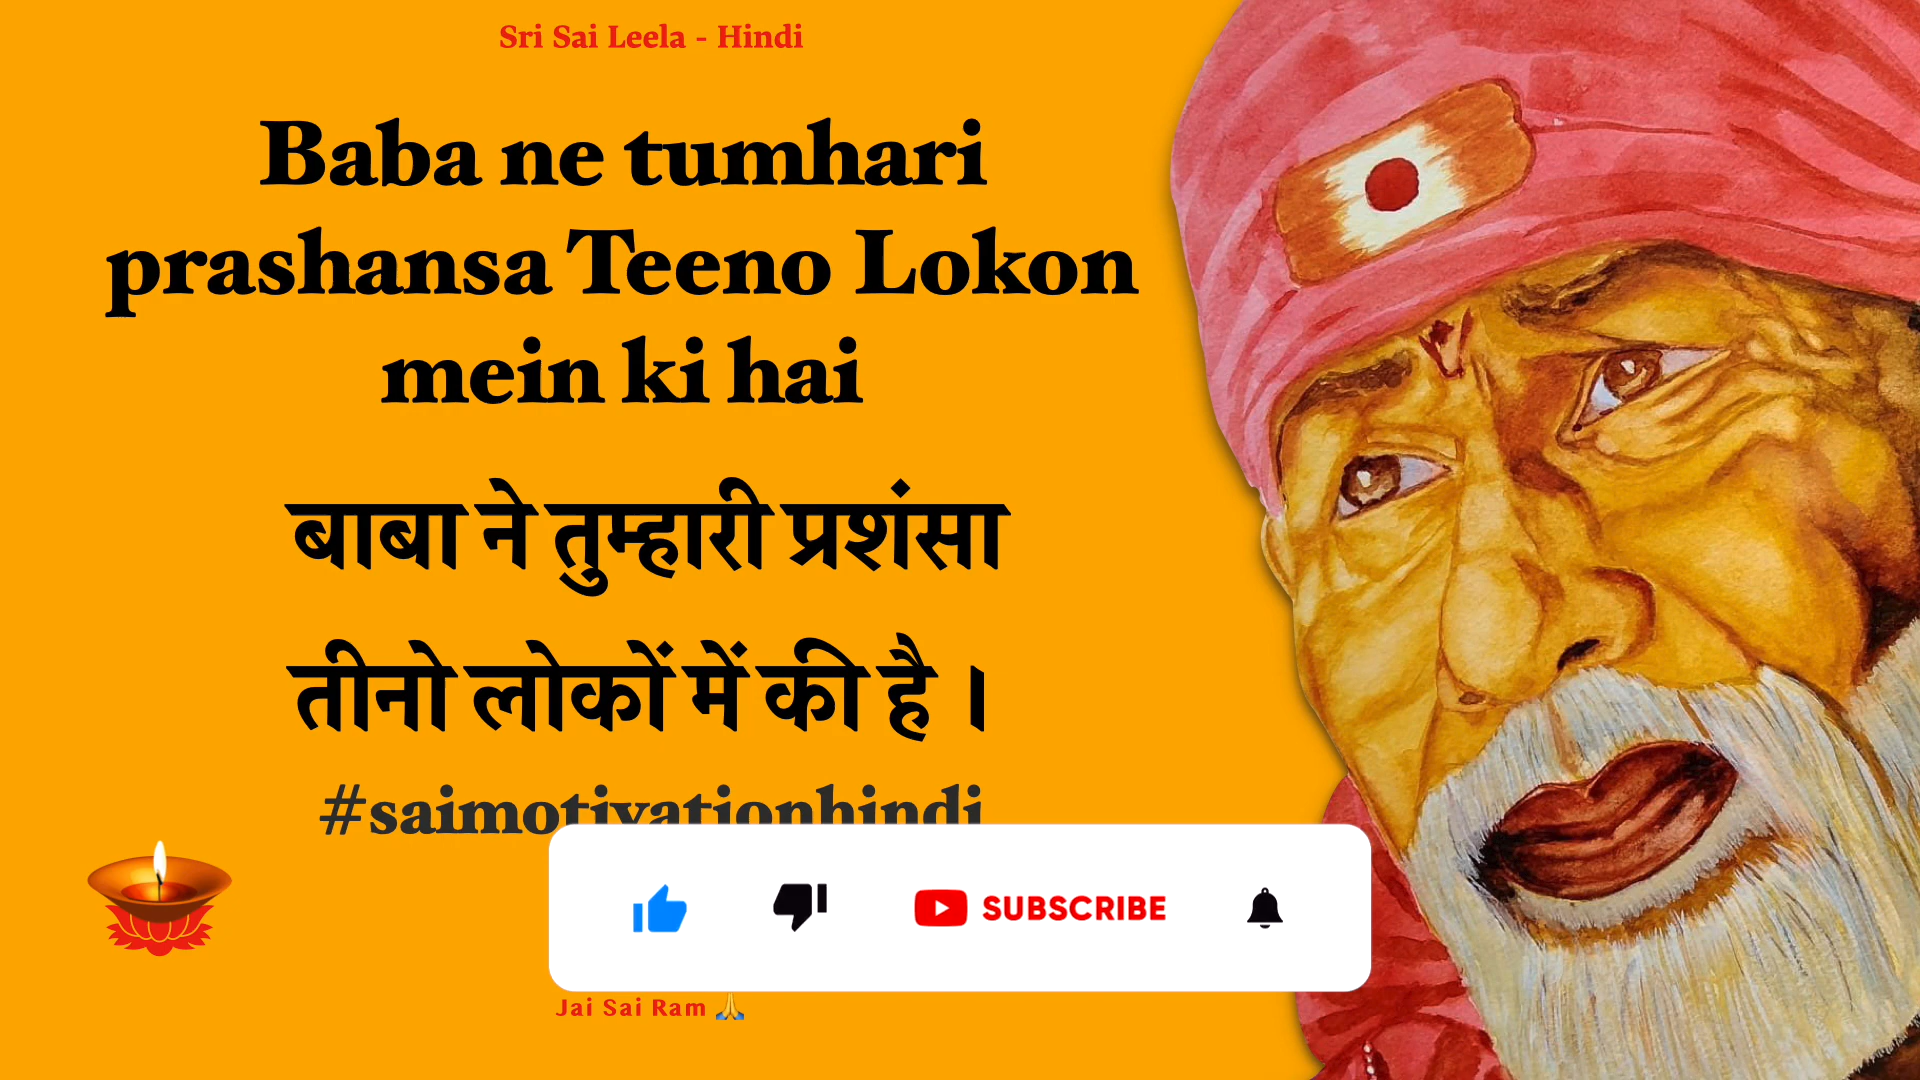 Sri Sai Leela - Hindi
Baba ne tumhari
prashansa Teeno Lokon
mein ki hai
बाबा ने तुम्हारी प्रशंसा
तीनो लोकों में की है ।
#saimotivationhindi
SUBSCRIBE
Jai Sai Ram 🙏